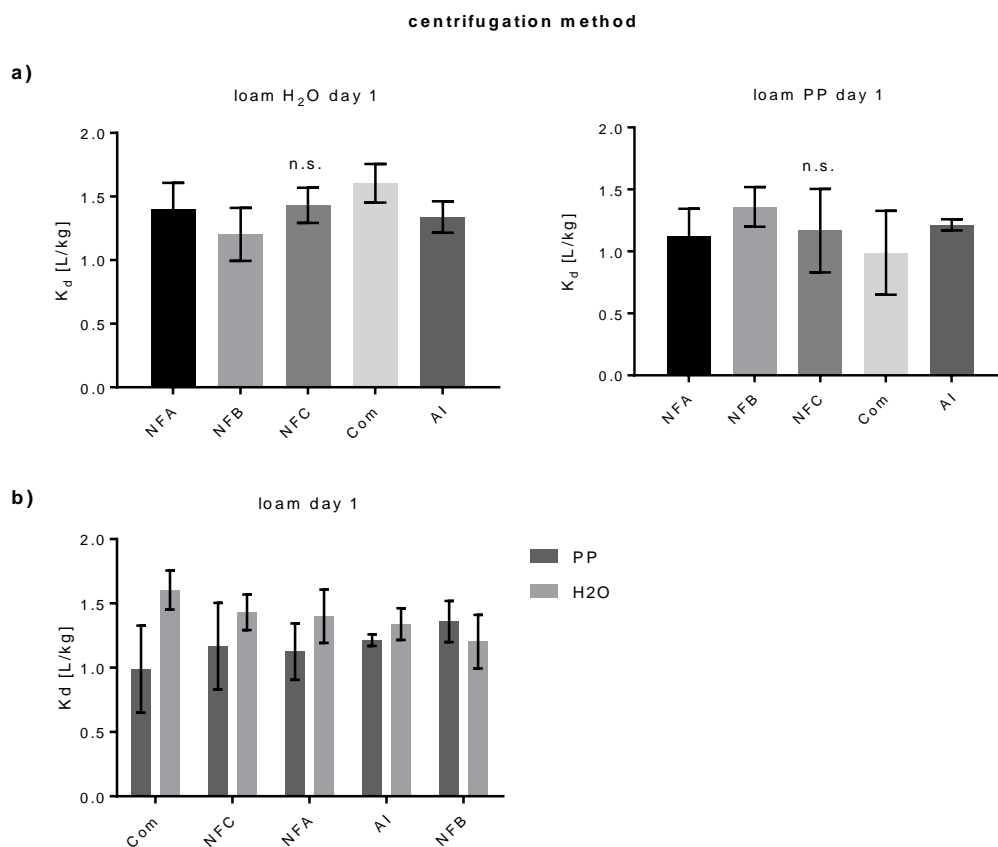 centrifugation method
a)
loam H₂O day 1
K_d [L/kg]
2.0
1.5
1.0
0.5
0.0
n.s.
NFA
NFB
NFC
Com
AI
loam PP day 1
K_d [L/kg]
2.0
1.5
1.0
0.5
0.0
n.s.
NFA
NFB
NFC
Com
AI
b)
loam day 1
Kd [L/kg]
2.0
1.5
1.0
0.5
0.0
Com
NFC
NFA
AI
NFB
PP
H2O